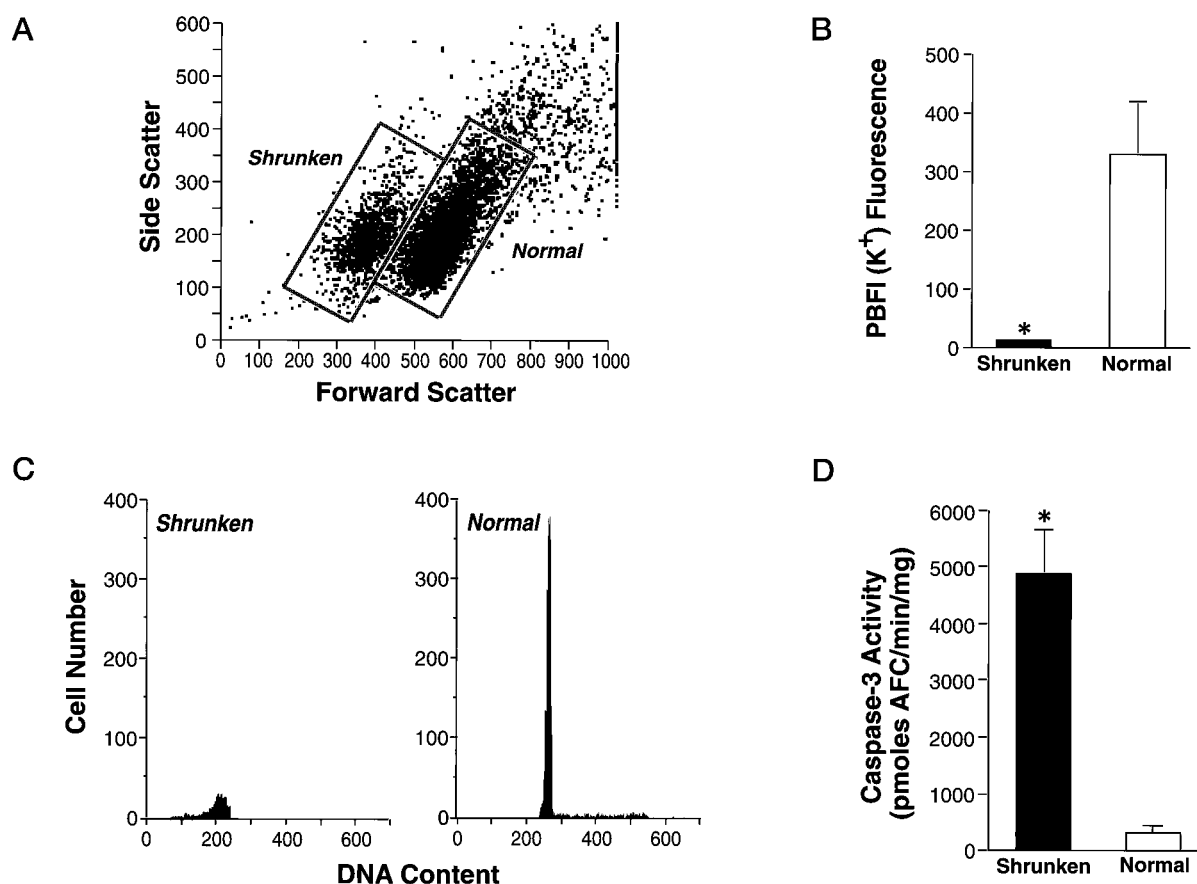 A
600
500
400
300
200
100
0
Side Scatter
Shrunken
Normal
0 100 200 300 400 500 600 700 800 900 1000
Forward Scatter
B
500
400
300
200
100
0
PBFI (K+) Fluorescence
*
Shrunken Normal
C
400
300
200
100
0
Cell Number
Shrunken
0 200 400 600
400
300
200
100
0
Normal
0 200 400 600
DNA Content
D
6000
5000
4000
3000
2000
1000
0
Caspase-3 Activity
(pmoles AFC/min/mg)
*
Shrunken Normal